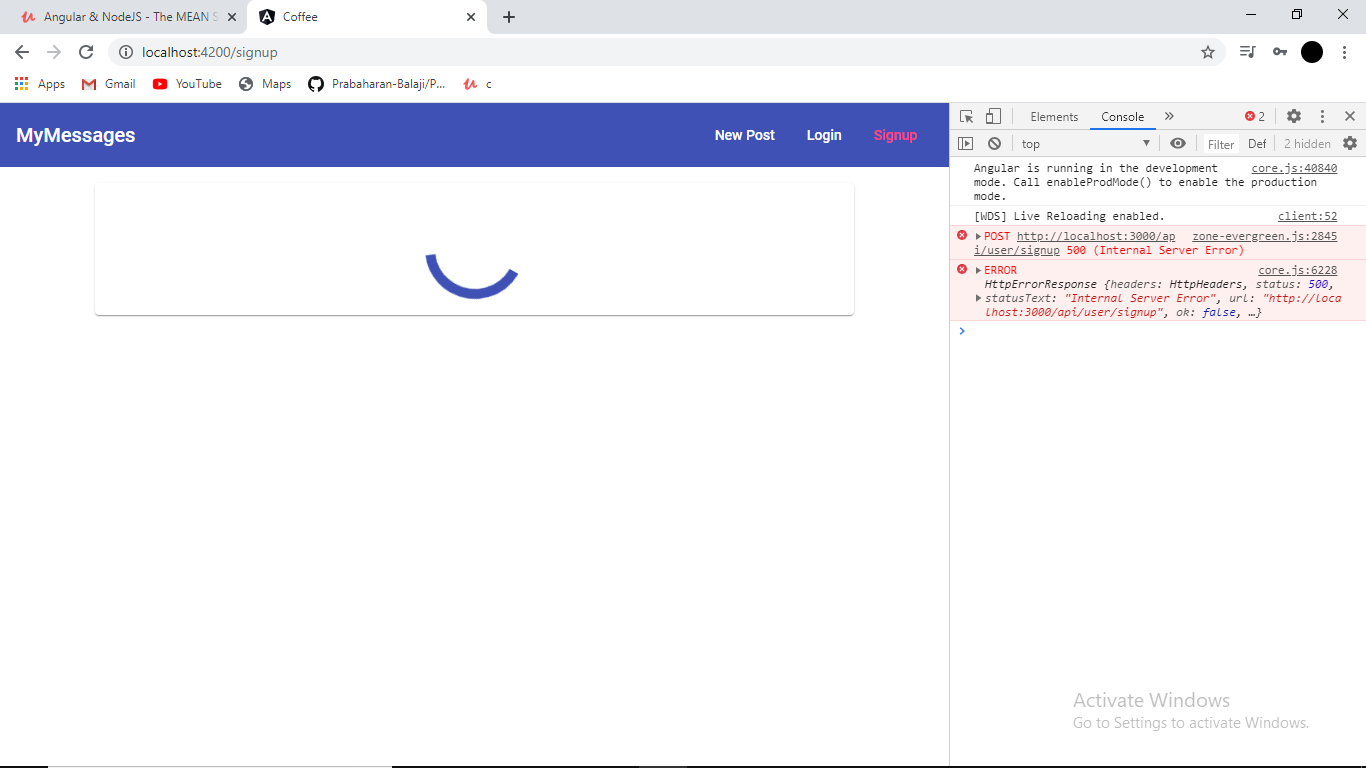 Angular & NodeJS - The MEAN S
Coffee
localhost:4200/signup
Apps
Gmail
YouTube
Maps
Prabaharan-Balaji/P...
c
MyMessages
New Post
Login
Signup
Elements
Console
2
top
Filter
Def
2 hidden
Angular is running in the development core.js:40840
mode. Call enableProdMode() to enable the production
mode.
[WDS] Live Reloading enabled. client:52
POST http://localhost:3000/ap zone-evergreen.js:2845
i/user/signup 500 (Internal Server Error)
ERROR core.js:6228
HttpErrorResponse {headers: HttpHeaders, status: 500,
statusText: "Internal Server Error", url: "http://loca
lhost:3000/api/user/signup", ok: false, …}
Activate Windows
Go to Settings to activate Windows.